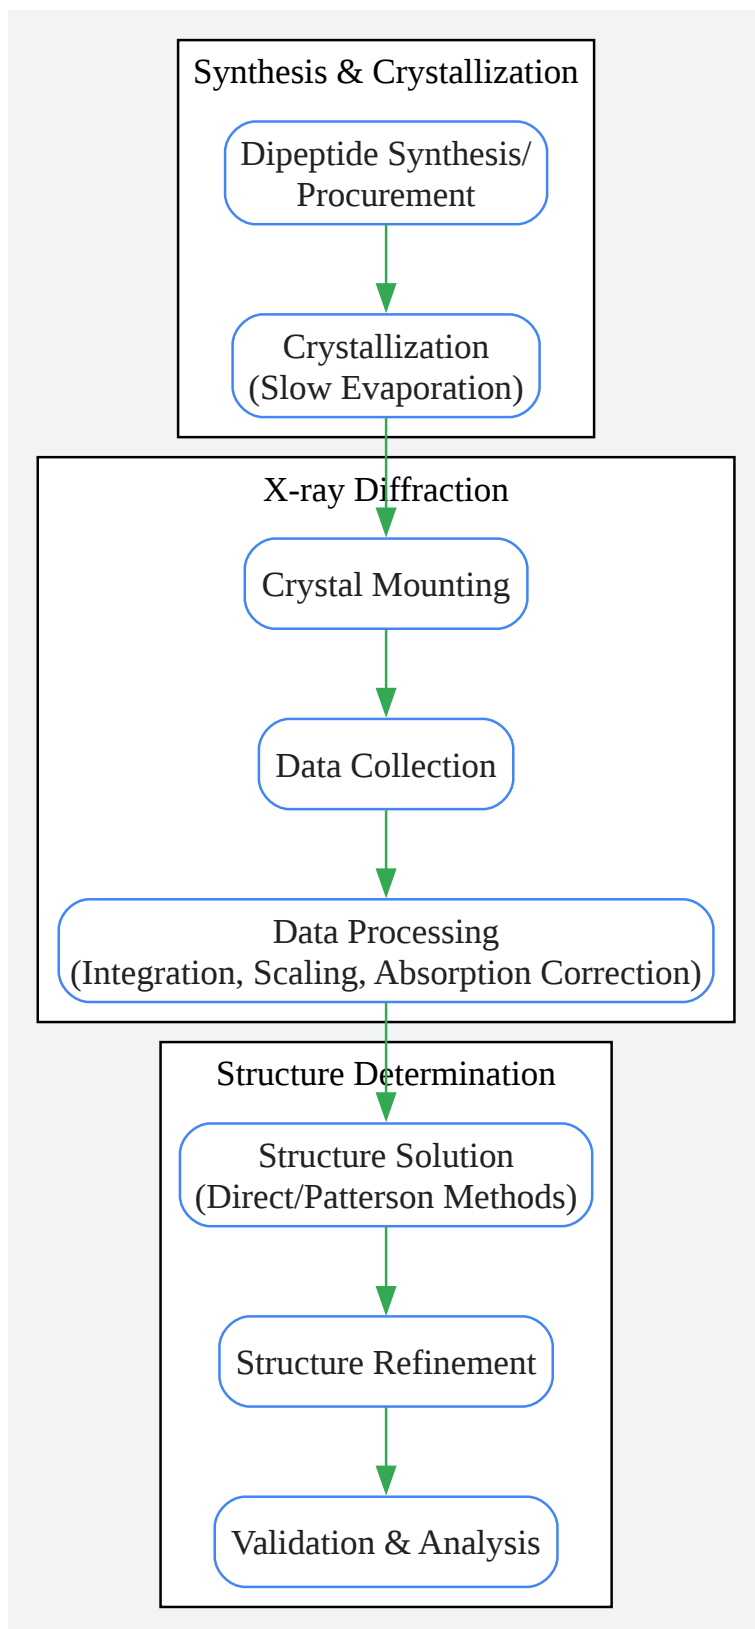 Synthesis & Crystallization
Dipeptide Synthesis/
Procurement
Crystallization
(Slow Evaporation)
X-ray Diffraction
Crystal Mounting
Data Collection
Data Processing
(Integration, Scaling, Absorption Correction)
Structure Determination
Structure Solution
(Direct/Patterson Methods)
Structure Refinement
Validation & Analysis